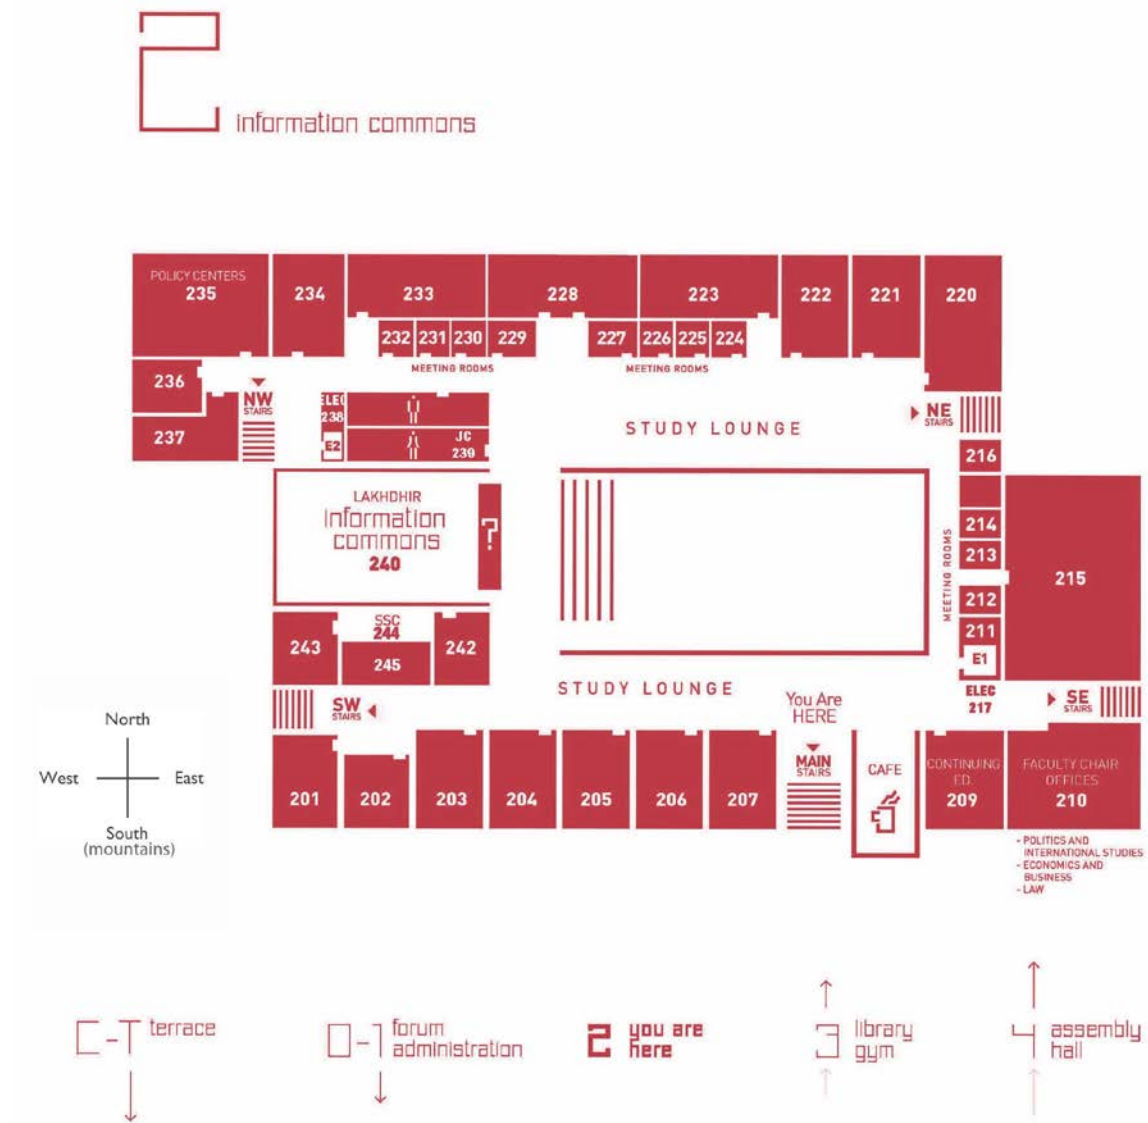 2
information commons
POLICY CENTERS
235
234
233
228
223
222
221
220
232
231
230
229
227
226
225
224
MEETING ROOMS
MEETING ROOMS
236
237
NW
STAIRS
ELEC
238
E2
JC
239
STUDY LOUNGE
NE
STAIRS
216
214
213
212
211
E1
MEETING ROOMS
215
LAKHDHIR
information
commons
240
?
243
SSC
244
245
242
SW
STAIRS
STUDY LOUNGE
You Are
HERE
ELEC
217
SE
STAIRS
MAIN
STAIRS
CAFE
201
202
203
204
205
206
207
CONTINUING
ED.
209
FACULTY CHAIR
OFFICES
210
- POLITICS AND
INTERNATIONAL STUDIES
- ECONOMICS AND
BUSINESS
- LAW
North
West
East
South
(mountains)
C-T terrace
0-1 forum
administration
2 you are
here
3 library
gym
4 assembly
hall